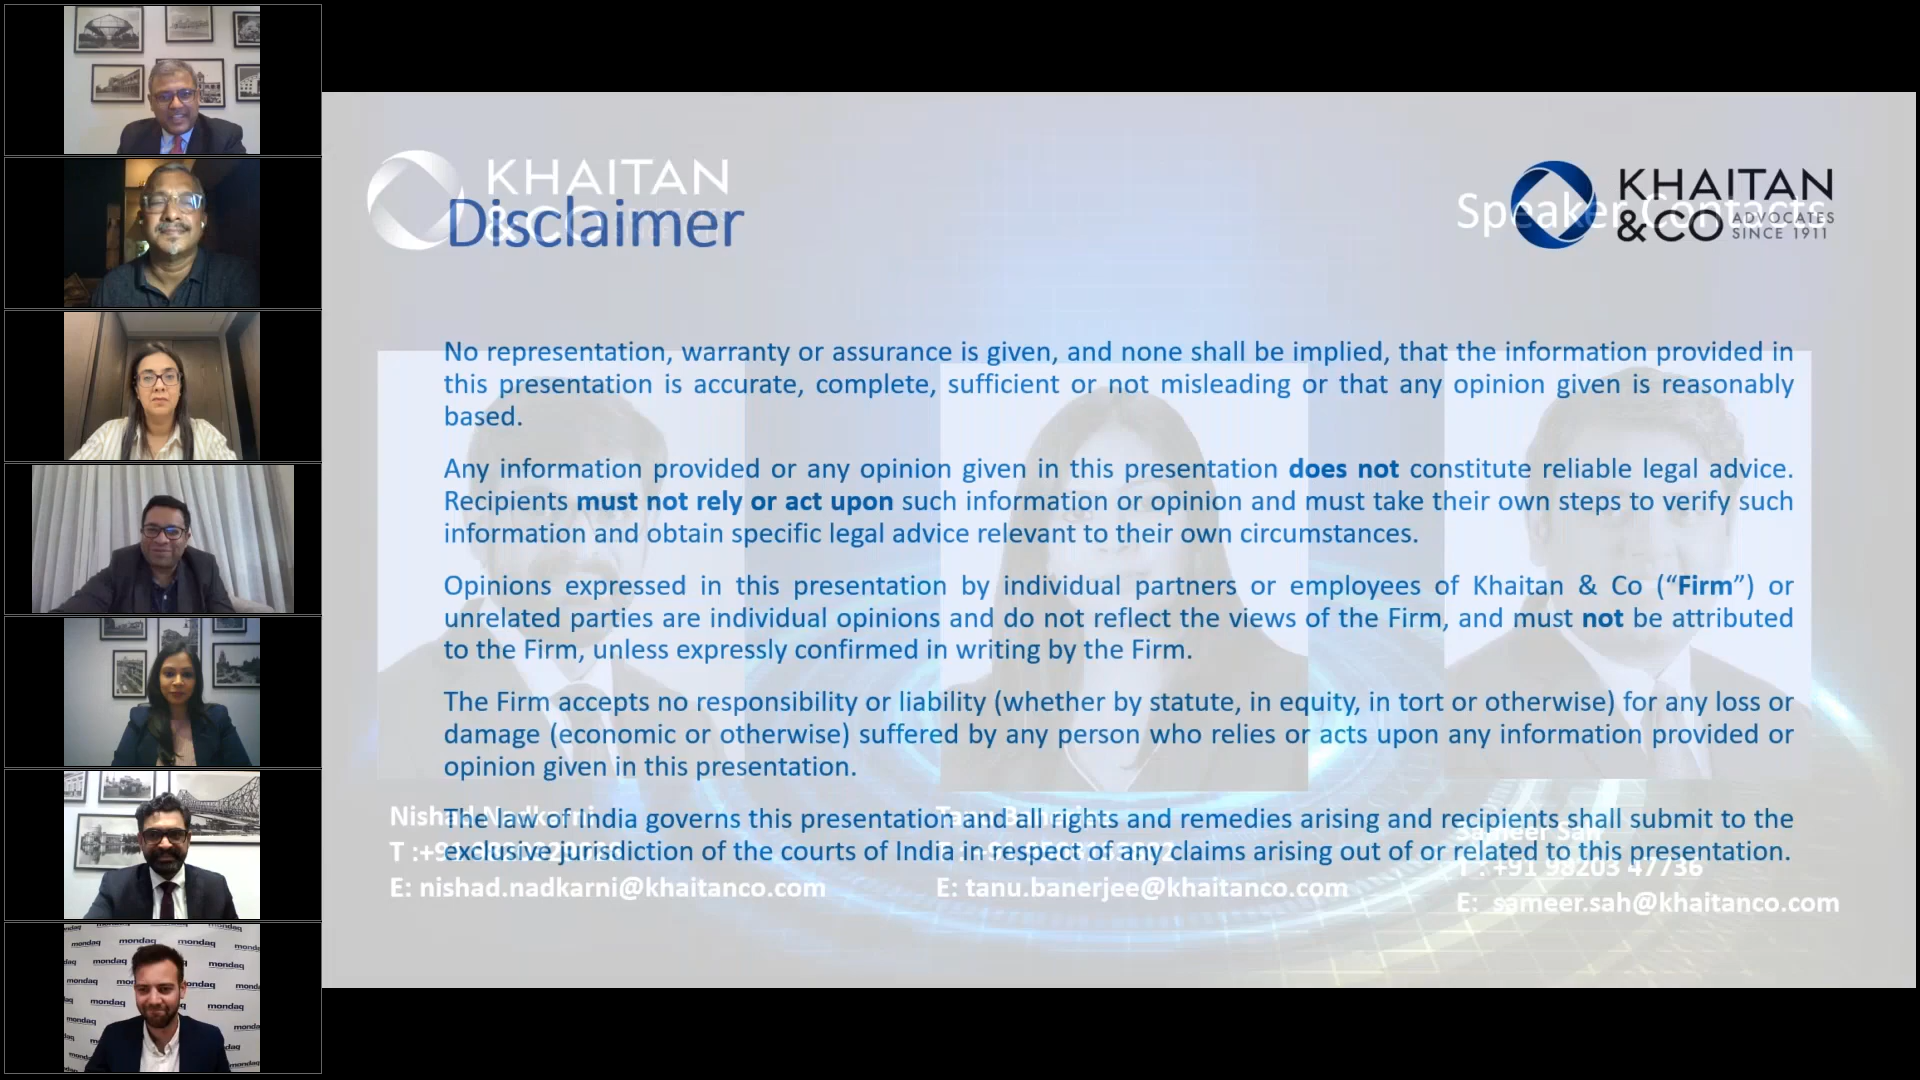 KHAITAN
&CO
Disclaimer
Speaker Contacts
KHAITAN
&CO ADVOCATES
SINCE 1911
No representation, warranty or assurance is given, and none shall be implied, that the information provided in
this presentation is accurate, complete, sufficient or not misleading or that any opinion given is reasonably
based.
Any information provided or any opinion given in this presentation does not constitute reliable legal advice.
Recipients must not rely or act upon such information or opinion and must take their own steps to verify such
information and obtain specific legal advice relevant to their own circumstances.
Opinions expressed in this presentation by individual partners or employees of Khaitan & Co (“Firm”) or
unrelated parties are individual opinions and do not reflect the views of the Firm, and must not be attributed
to the Firm, unless expressly confirmed in writing by the Firm.
The Firm accepts no responsibility or liability (whether by statute, in equity, in tort or otherwise) for any loss or
damage (economic or otherwise) suffered by any person who relies or acts upon any information provided or
opinion given in this presentation.
The law of India governs this presentation and all rights and remedies arising and recipients shall submit to the
exclusive jurisdiction of the courts of India in respect of any claims arising out of or related to this presentation.
Nishad Nadkarni
E: nishad.nadkarni@khaitanco.com
E: tanu.banerjee@khaitanco.com
Sameer Sah
T : +91 98203 47736
E: sameer.sah@khaitanco.com
mondaq mondaq mondaq
mondaq mondaq
mondaq mondaq
mondaq mondaq
mondaq